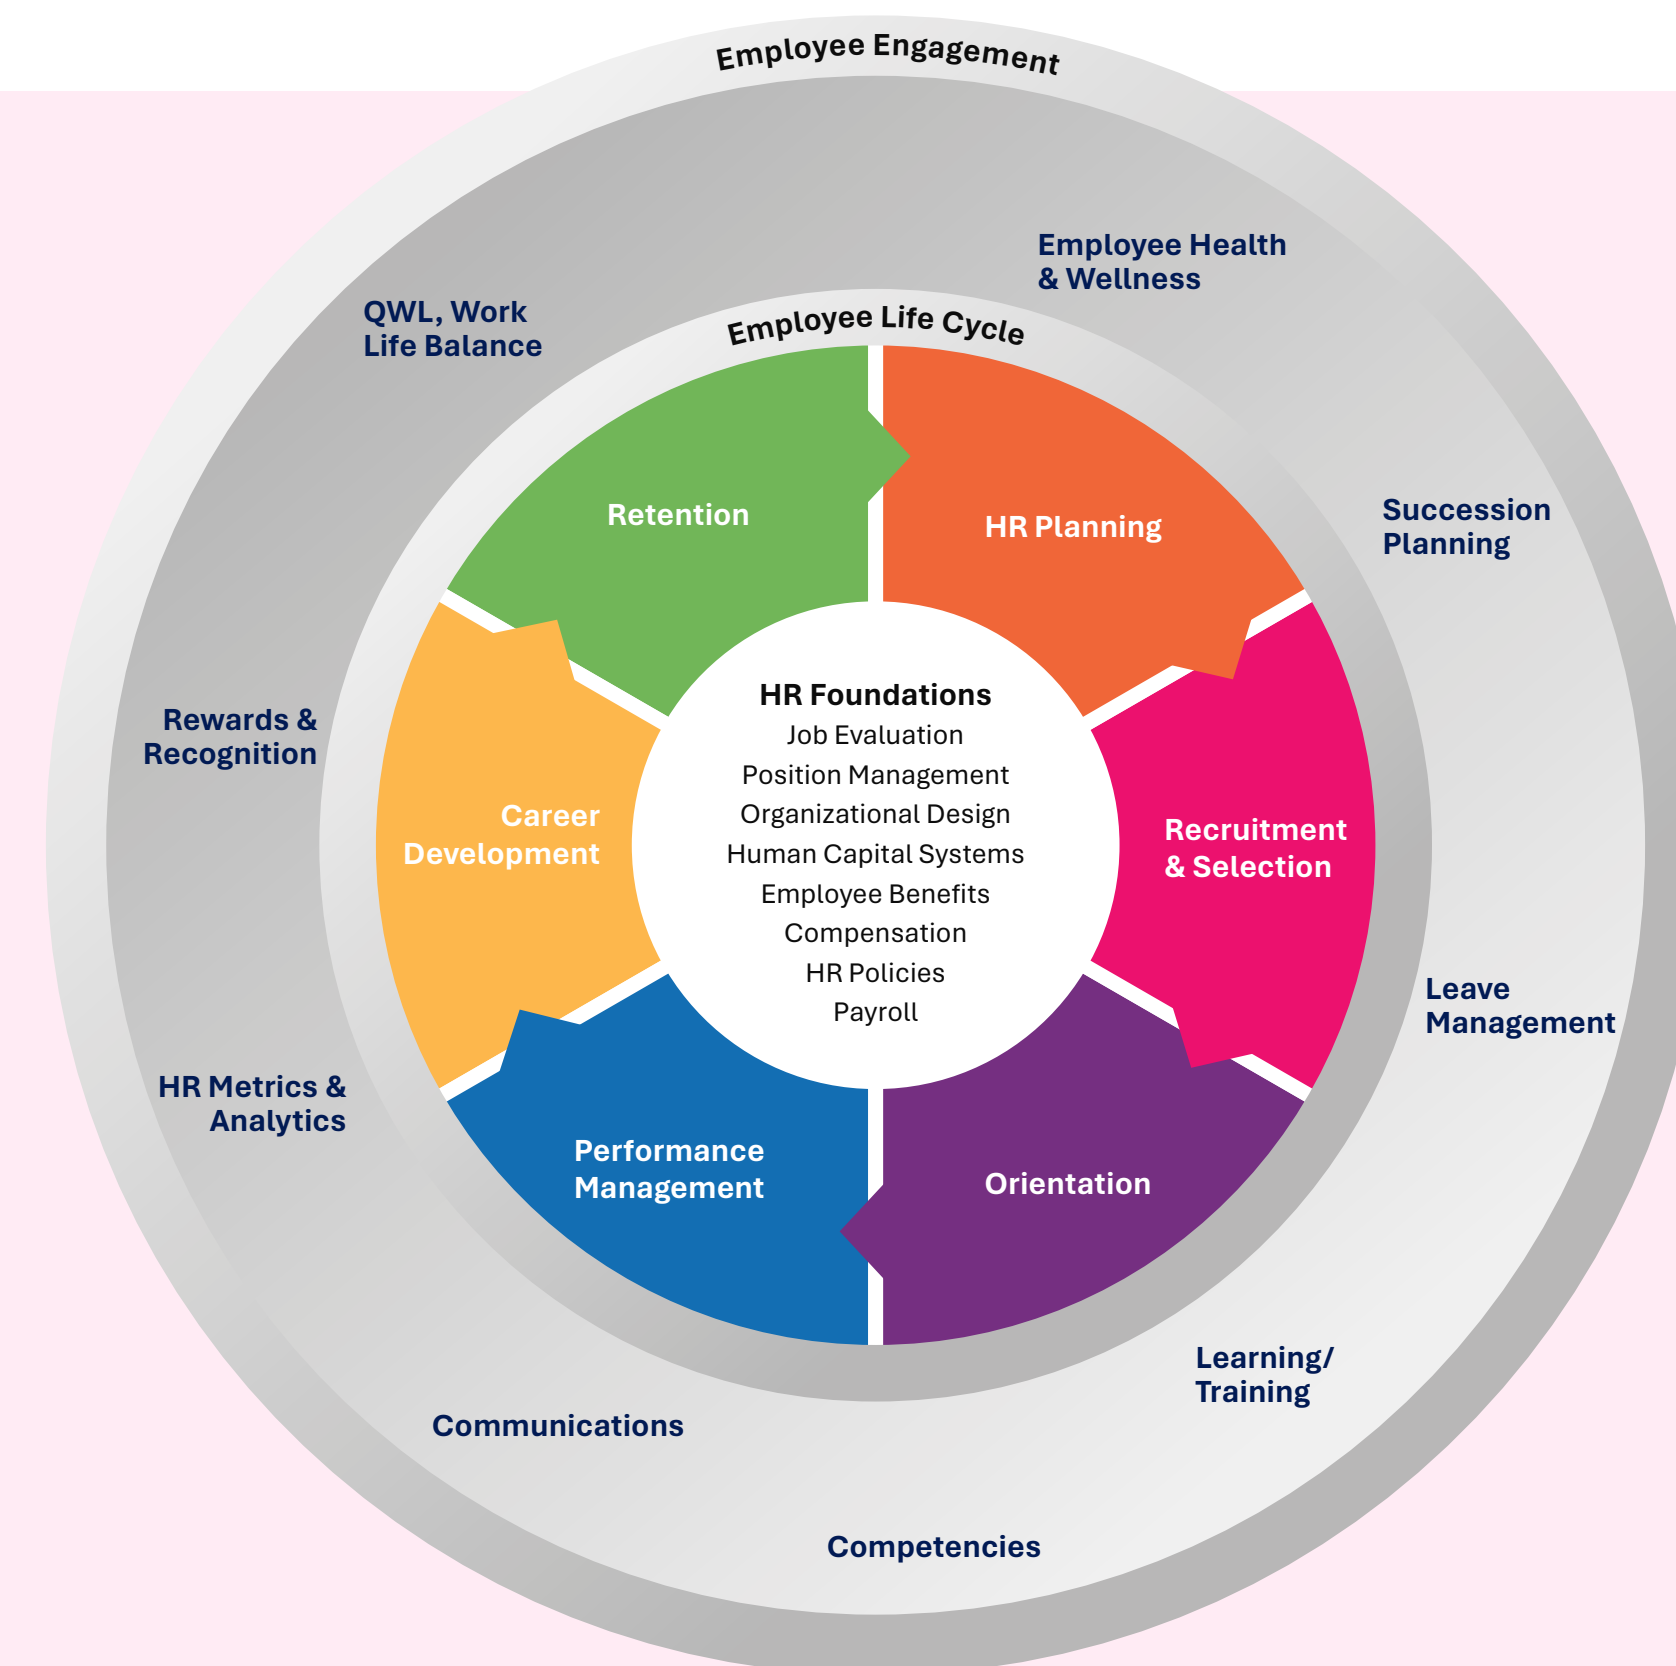 Employee Engagement
Employee Health
& Wellness
QWL, Work
Life Balance
Employee Life Cycle
Succession
Planning
Retention
HR Planning
Rewards &
Recognition
HR Foundations
Job Evaluation
Position Management
Organizational Design
Human Capital Systems
Employee Benefits
Compensation
HR Policies
Payroll
Career
Development
Recruitment
& Selection
Leave
Management
HR Metrics &
Analytics
Performance
Management
Orientation
Learning/
Training
Communications
Competencies